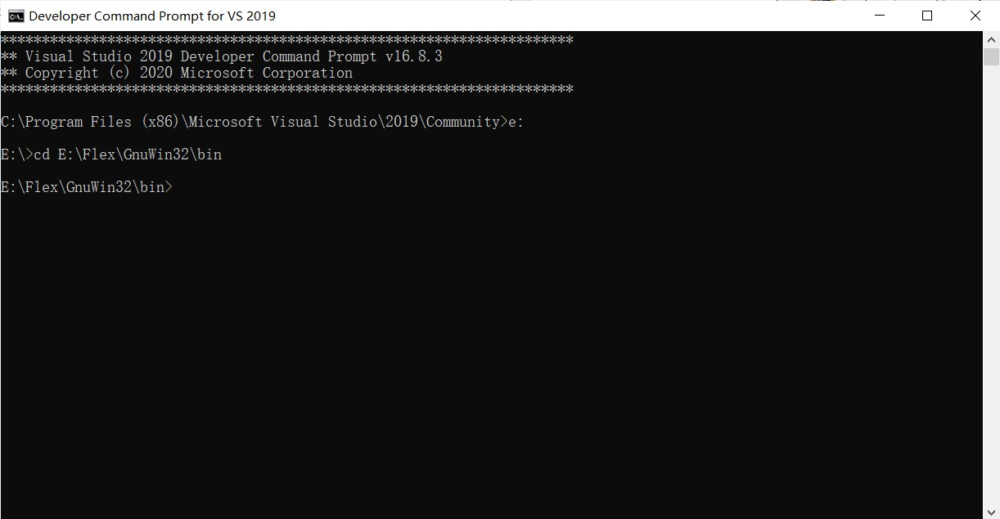 Developer Command Prompt for VS 2019
**********************************************************************
** Visual Studio 2019 Developer Command Prompt v16.8.3
** Copyright (c) 2020 Microsoft Corporation
**********************************************************************
C:\Program Files (x86)\Microsoft Visual Studio\2019\Community>e:
E:\>cd E:\Flex\GnuWin32\bin
E:\Flex\GnuWin32\bin>